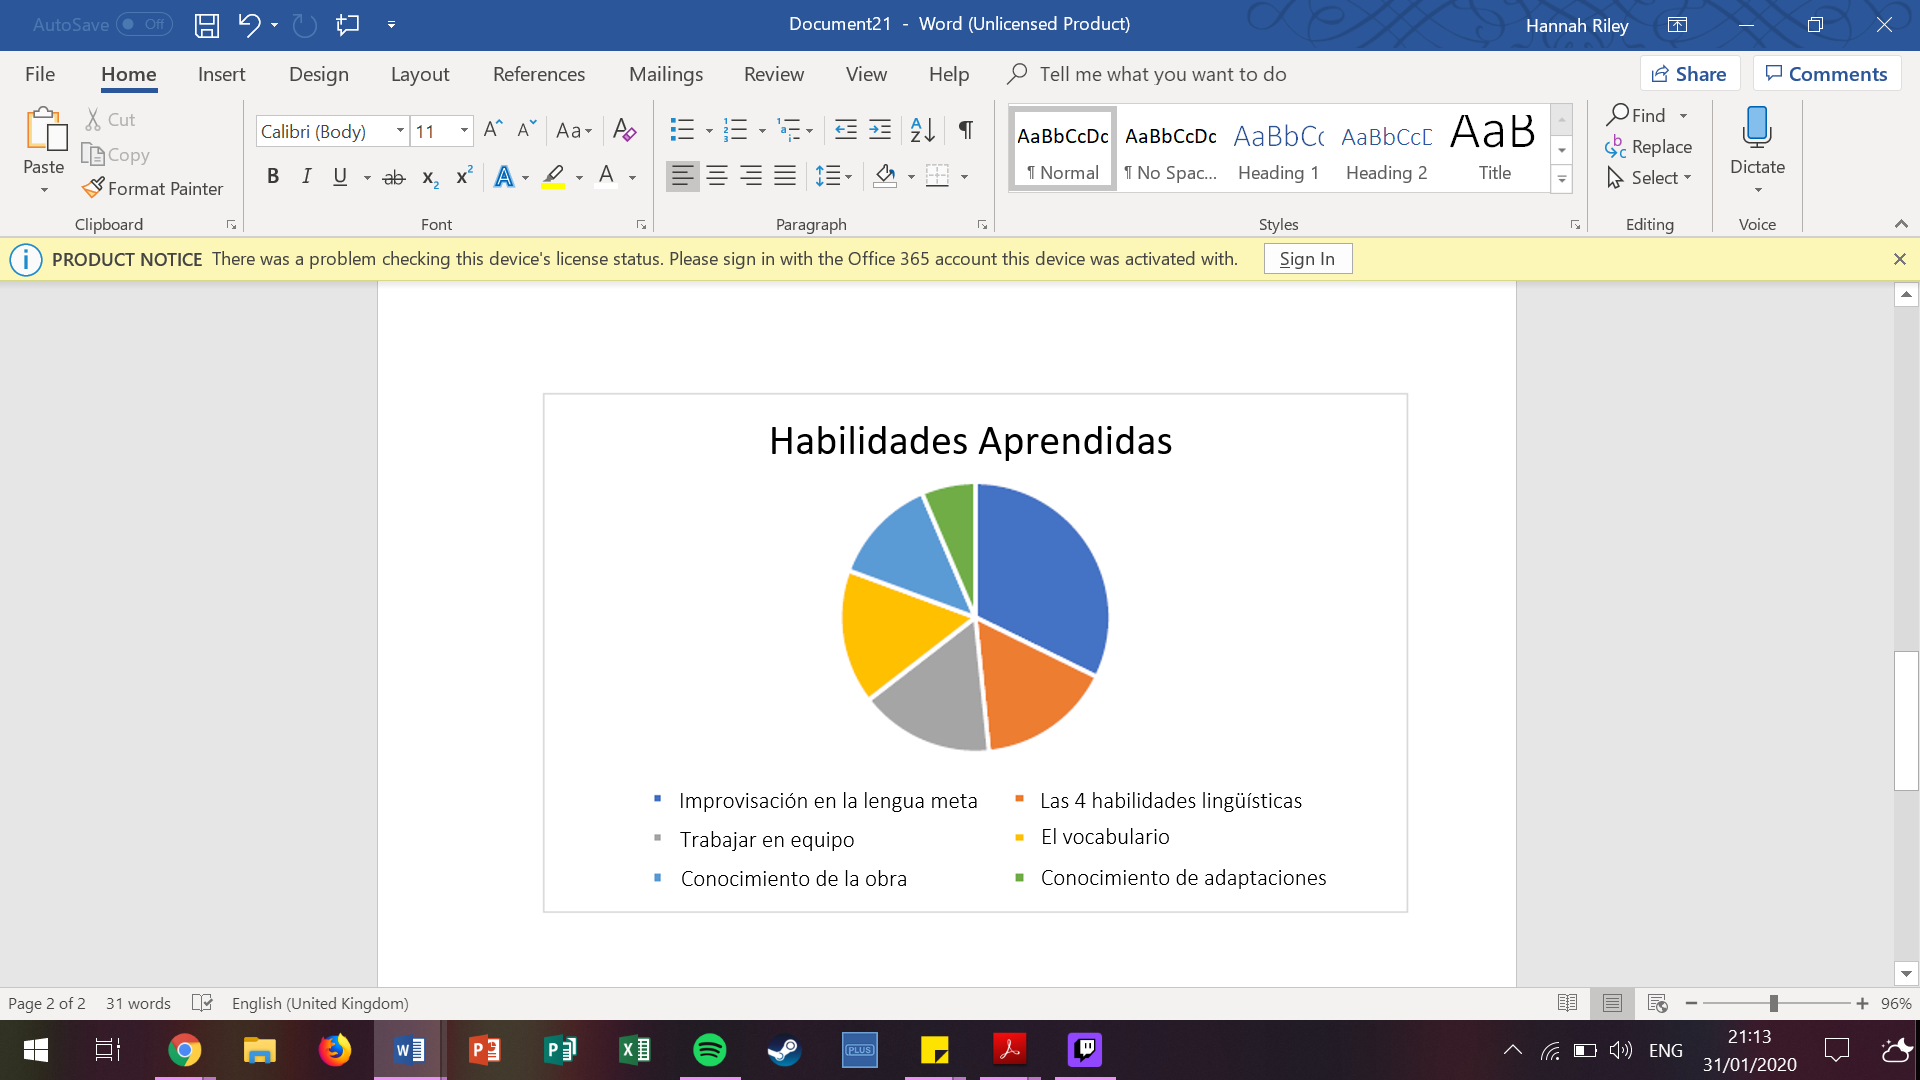 AutoSave Off
Document21 - Word (Unlicensed Product)
Hannah Riley
File Home Insert Design Layout References Mailings Review View Help Tell me what you want to do
Share Comments
Paste
Cut
Copy
Format Painter
Clipboard
Calibri (Body) 11
Font
Paragraph
AaBbCcDc AaBbCcDc AaBbCc AaBbCcD AaB
¶ Normal ¶ No Spac... Heading 1 Heading 2 Title
Styles
Find
Replace
Select
Editing
Dictate
Voice
PRODUCT NOTICE There was a problem checking this device's license status. Please sign in with the Office 365 account this device was activated with. Sign In
Habilidades Aprendidas
Improvisación en la lengua meta
Las 4 habilidades lingüísticas
Trabajar en equipo
El vocabulario
Conocimiento de la obra
Conocimiento de adaptaciones
Page 2 of 2 31 words English (United Kingdom)
96%
PLUS
ENG
21:13
31/01/2020